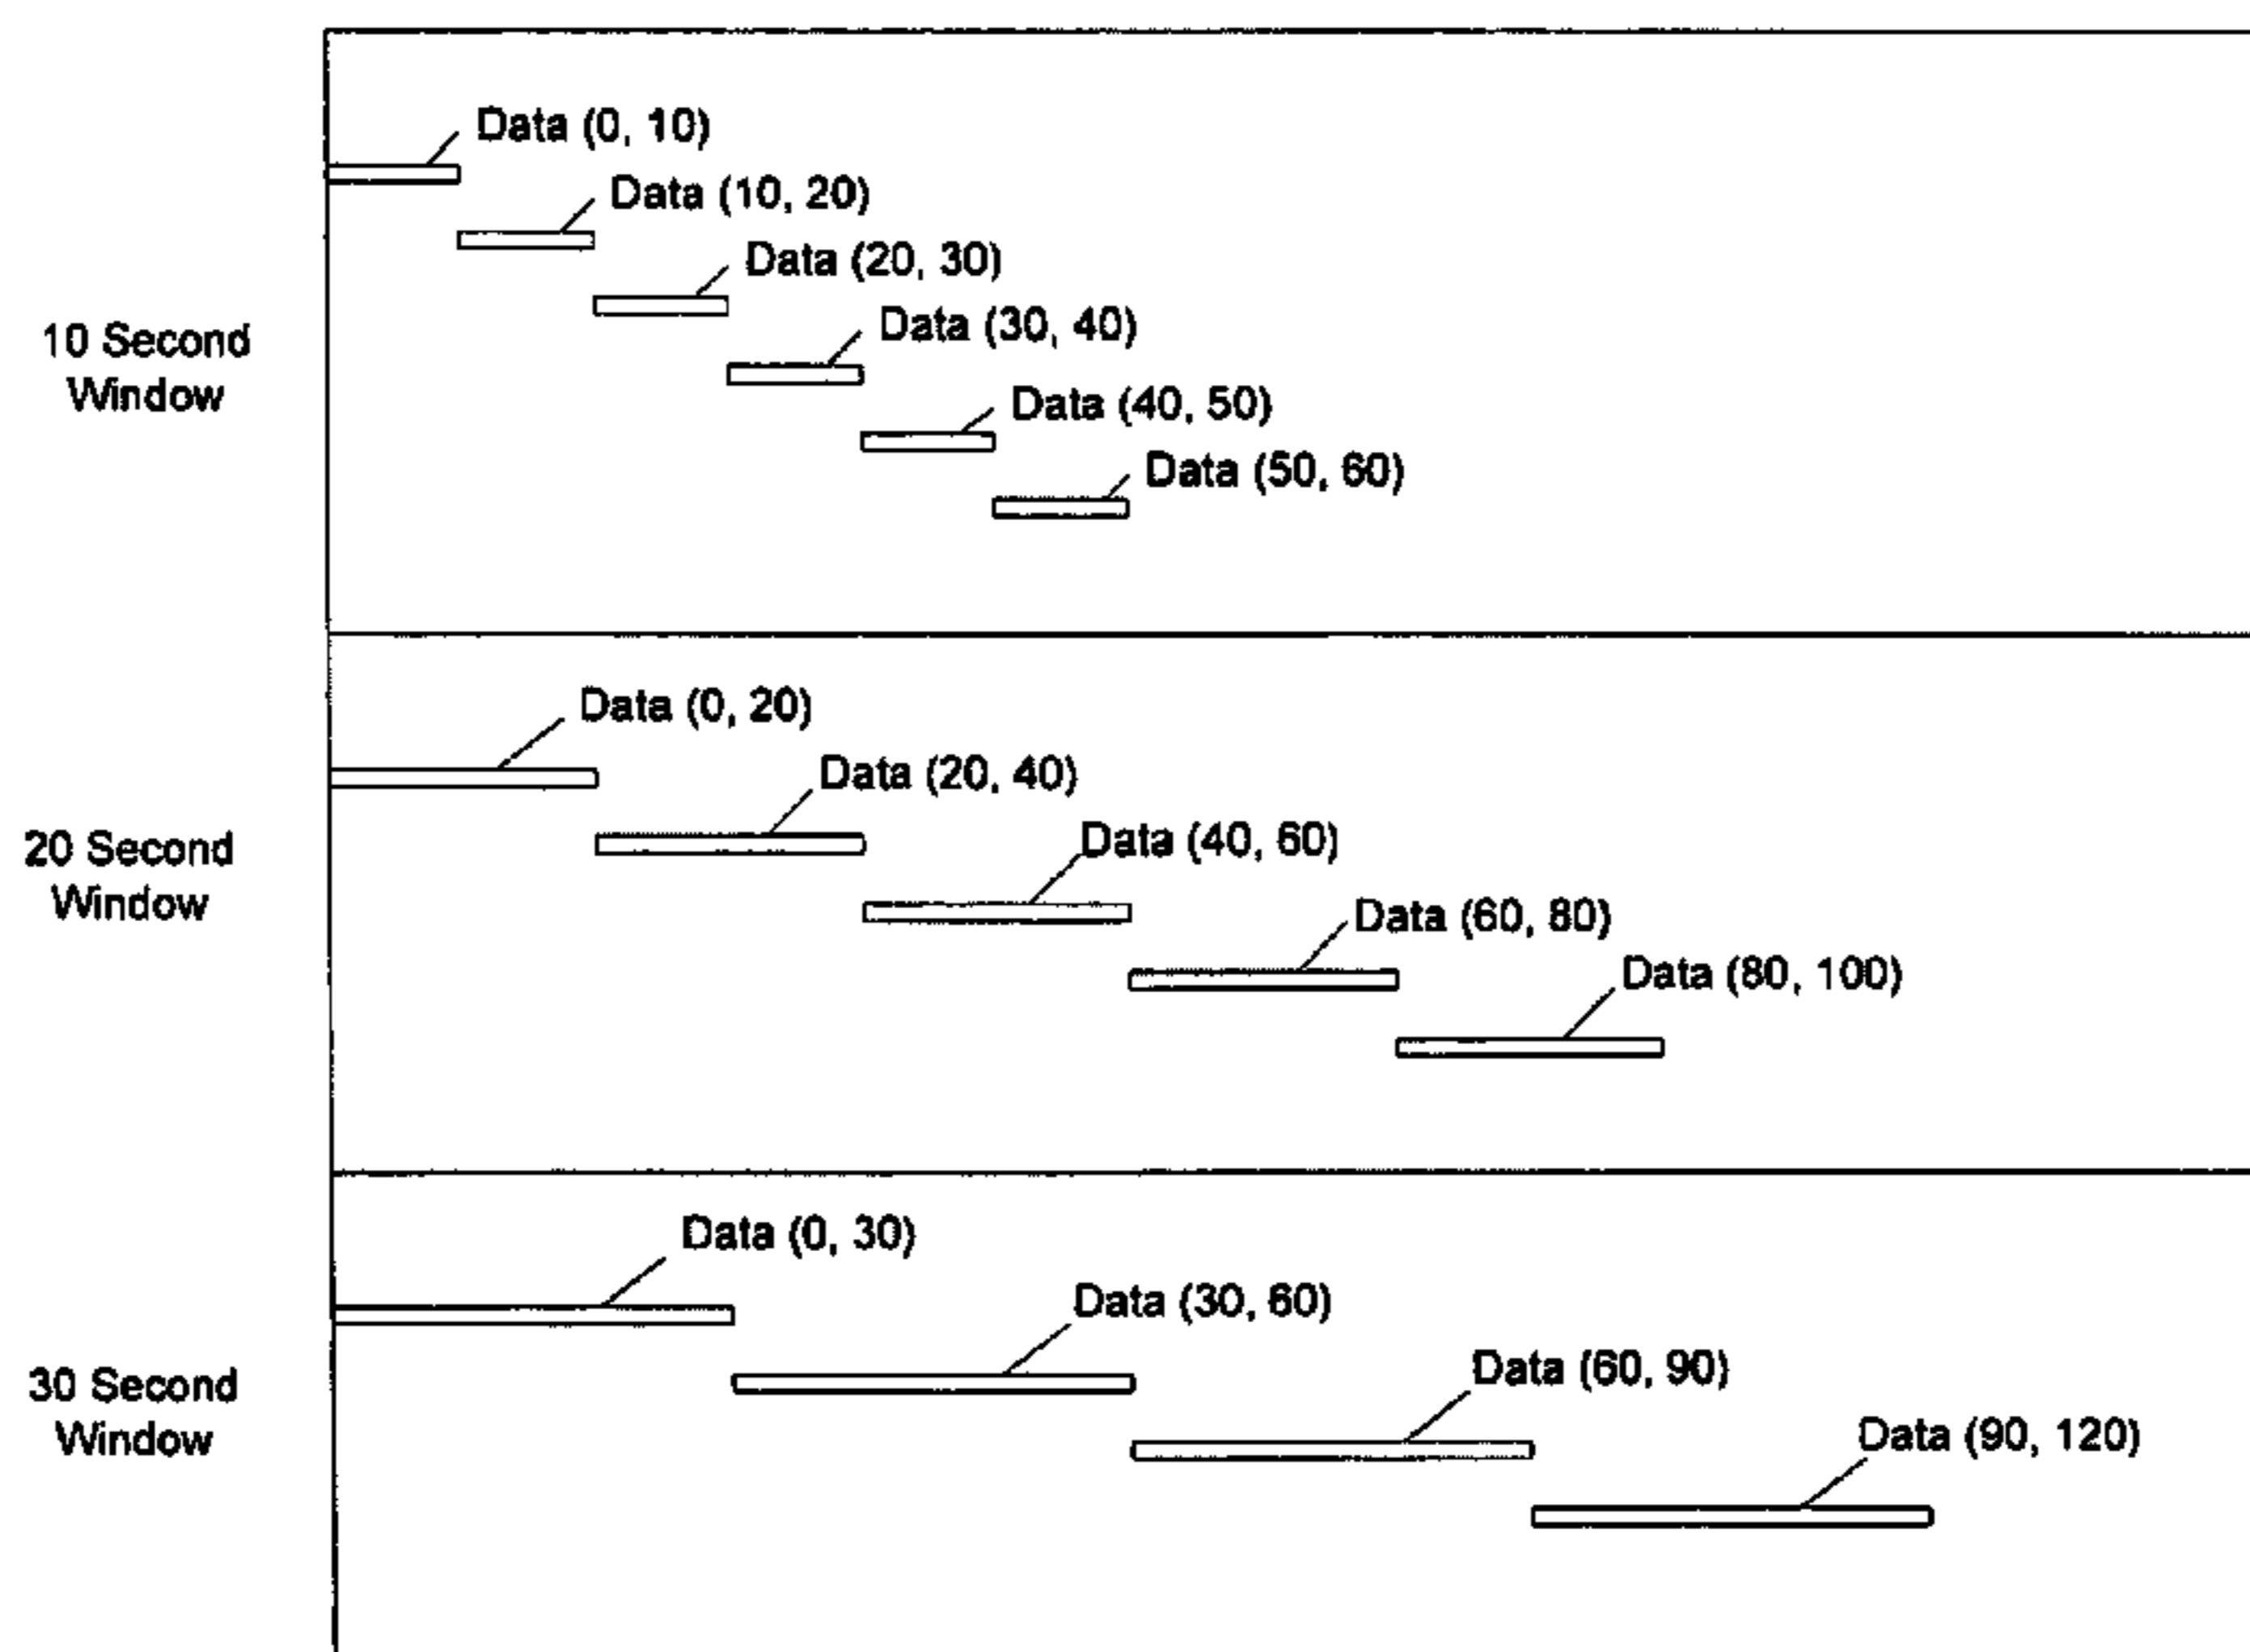 Data (0, 10)
Data (10, 20)
Data (20, 30)
Data (30, 40)
Data (40, 50)
Data (50, 60)
10 Second
Window
Data (0, 20)
Data (20, 40)
Data (40, 60)
Data (60, 80)
Data (80, 100)
20 Second
Window
Data (0, 30)
Data (30, 60)
Data (60, 90)
Data (90, 120)
30 Second
Window